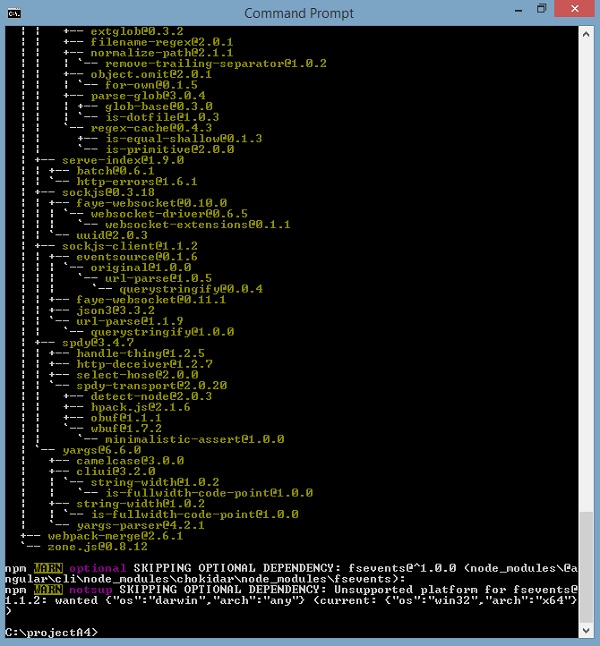 Command Prompt
| | | +-- extglob@0.3.2
| | | +-- filename-regex@2.0.1
| | | +-- normalize-path@2.1.1
| | | | `-- remove-trailing-separator@1.0.2
| | | +-- object.omit@2.0.1
| | | | `-- for-own@0.1.5
| | | +-- parse-glob@3.0.4
| | | | +-- glob-base@0.3.0
| | | | `-- is-dotfile@1.0.3
| | | `-- regex-cache@0.4.3
| | |   +-- is-equal-shallow@0.1.3
| | |   `-- is-primitive@2.0.0
| | +-- serve-index@1.9.0
| | | +-- batch@0.6.1
| | | `-- http-errors@1.6.1
| | +-- sockjs@0.3.18
| | | +-- faye-websocket@0.10.0
| | | | `-- websocket-driver@0.6.5
| | | |   `-- websocket-extensions@0.1.1
| | | `-- uuid@2.0.3
| | +-- sockjs-client@1.1.2
| | | +-- eventsource@0.1.6
| | | | `-- original@1.0.0
| | | |   `-- url-parse@1.0.5
| | | |     `-- querystringify@0.0.4
| | | +-- faye-websocket@0.11.1
| | | +-- json3@3.3.2
| | | `-- url-parse@1.1.9
| | |   `-- querystringify@1.0.0
| | +-- spdy@3.4.7
| | | +-- handle-thing@1.2.5
| | | +-- http-deceiver@1.2.7
| | | +-- select-hose@2.0.0
| | | `-- spdy-transport@2.0.20
| | |   +-- detect-node@2.0.3
| | |   +-- hpack.js@2.1.6
| | |   +-- obuf@1.1.1
| | |   `-- wbuf@1.7.2
| | |     `-- minimalistic-assert@1.0.0
| | `-- yargs@6.6.0
| |   +-- camelcase@3.0.0
| |   +-- cliui@3.2.0
| |   | `-- string-width@1.0.2
| |   |   `-- is-fullwidth-code-point@1.0.0
| |   +-- string-width@1.0.2
| |   | `-- is-fullwidth-code-point@1.0.0
| |   `-- yargs-parser@4.2.1
| +-- webpack-merge@2.6.1
| `-- zone.js@0.8.12
npm WARN optional SKIPPING OPTIONAL DEPENDENCY: fsevents@^1.0.0 (node_modules\@a
ngular\cli\node_modules\chokidar\node_modules\fsevents):
npm WARN notsup SKIPPING OPTIONAL DEPENDENCY: Unsupported platform for fsevents@
1.1.2: wanted {"os":"darwin","arch":"any"} (current: {"os":"win32","arch":"x64"}
)
C:\projectA4>